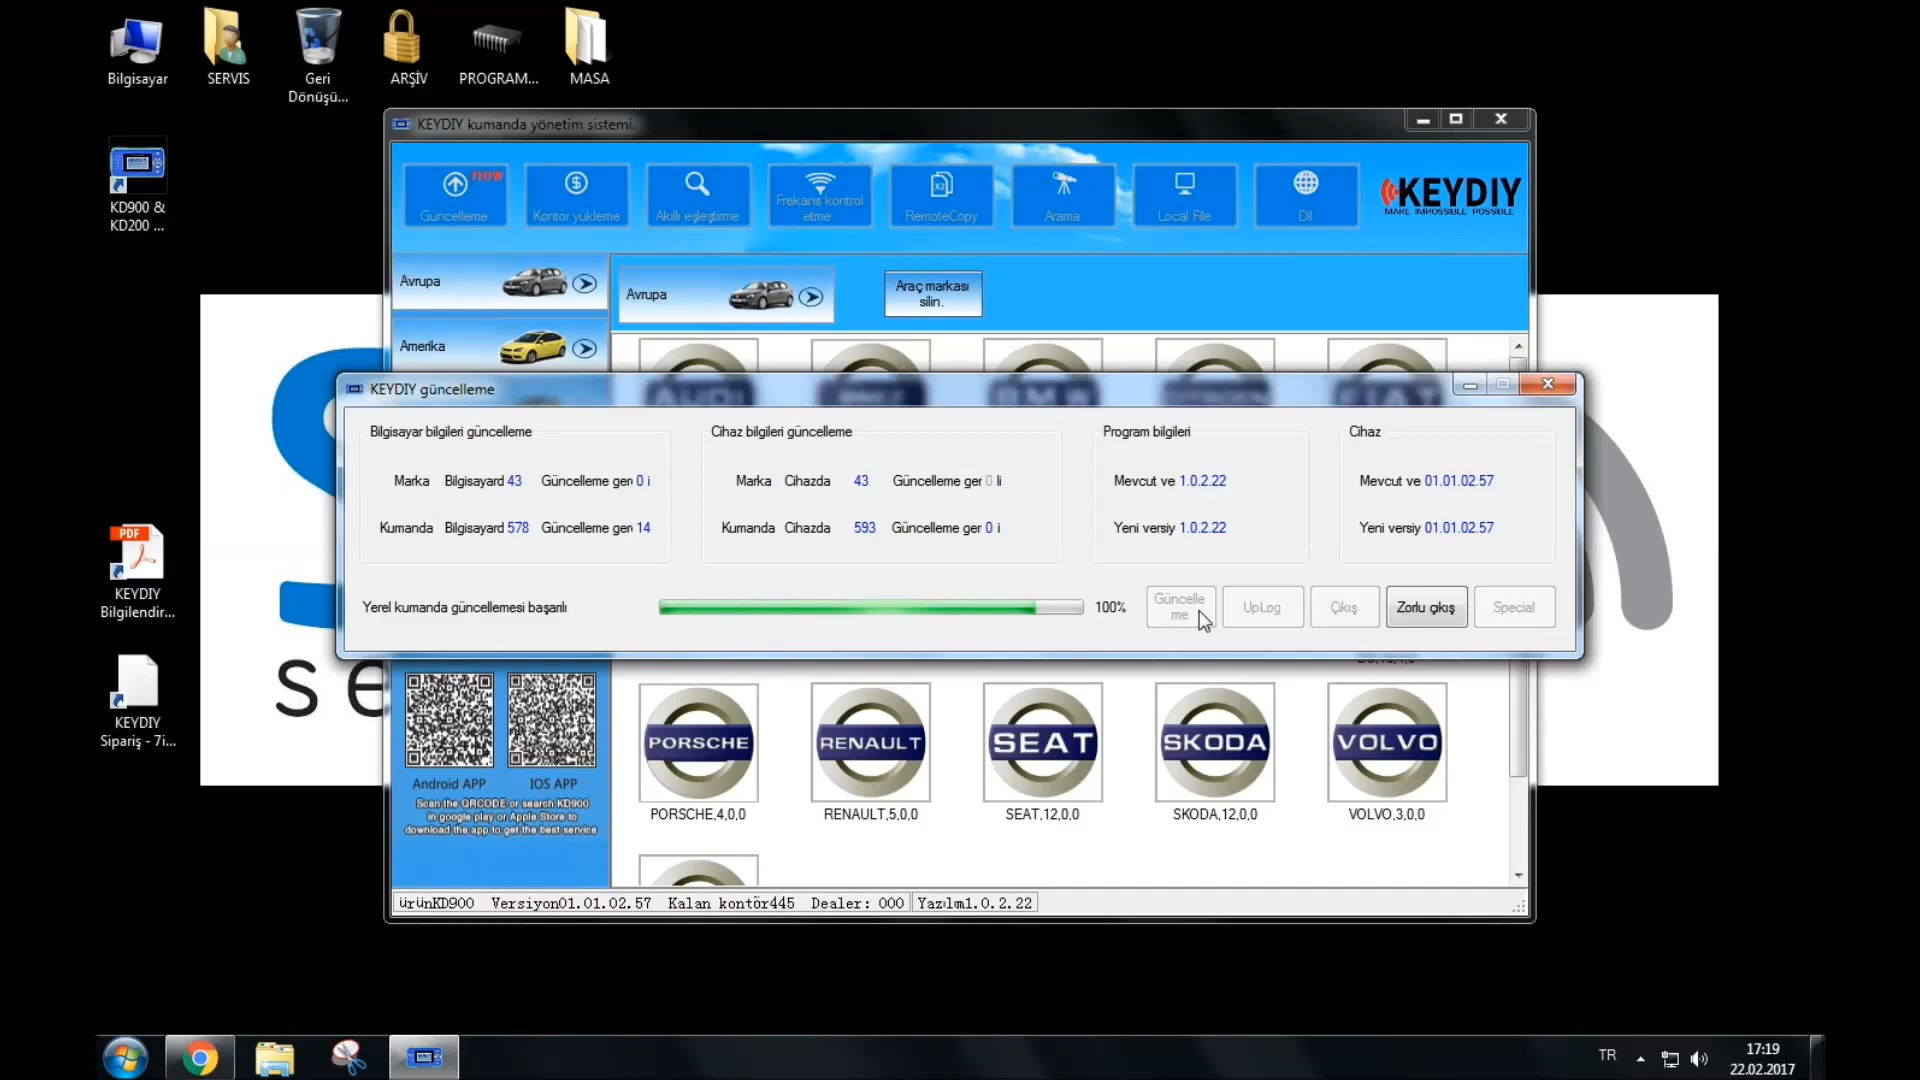 Bilgisayar
SERVIS
Geri
Dönüşü...
ARŞİV
PROGRAM...
MASA
KD900 &
KD200 ...
PDF
KEYDIY
Bilgilendir...
KEYDIY
Sipariş - 7i...
KEYDIY kumanda yönetim sistemi.
new
Güncelleme
Kontör yükleme
Akıllı eşleştirme
Frekans kontrol
etme
X2
RemoteCopy
Arama
Local File
Dil
KEYDIY
MAKE IMPOSSIBLE POSSIBLE
Avrupa
Amerika
Avrupa
Araç markası
silin.
KEYDIY güncelleme
Bilgisayar bilgileri güncelleme
Marka Bilgisayard 43 Güncelleme ger 0 i
Kumanda Bilgisayard 578 Güncelleme ger 14
Cihaz bilgileri güncelleme
Marka Cihazda 43 Güncelleme ger 0 li
Kumanda Cihazda 593 Güncelleme ger 0 i
Program bilgileri
Mevcut ve 1.0.2.22
Yeni versiy 1.0.2.22
Cihaz
Mevcut ve 01.01.02.57
Yeni versiy 01.01.02.57
Yerel kumanda güncellemesi başarılı
100%
Güncelle
me
UpLog
Çıkış
Zorlu çıkış
Special
se
PORSCHE
RENAULT
SEAT
SKODA
VOLVO
PORSCHE,4,0,0
RENAULT,5,0,0
SEAT,12,0,0
SKODA,12,0,0
VOLVO,3,0,0
Android APP
IOS APP
Scan the QRCODE or search KD900
in google play or Apple Store to
download the app to get the best service
ürünKD900 Versiyon01.01.02.57 Kalan kontör445 Dealer: 000 Yazılm1.0.2.22
TR
17:19
22.02.2017